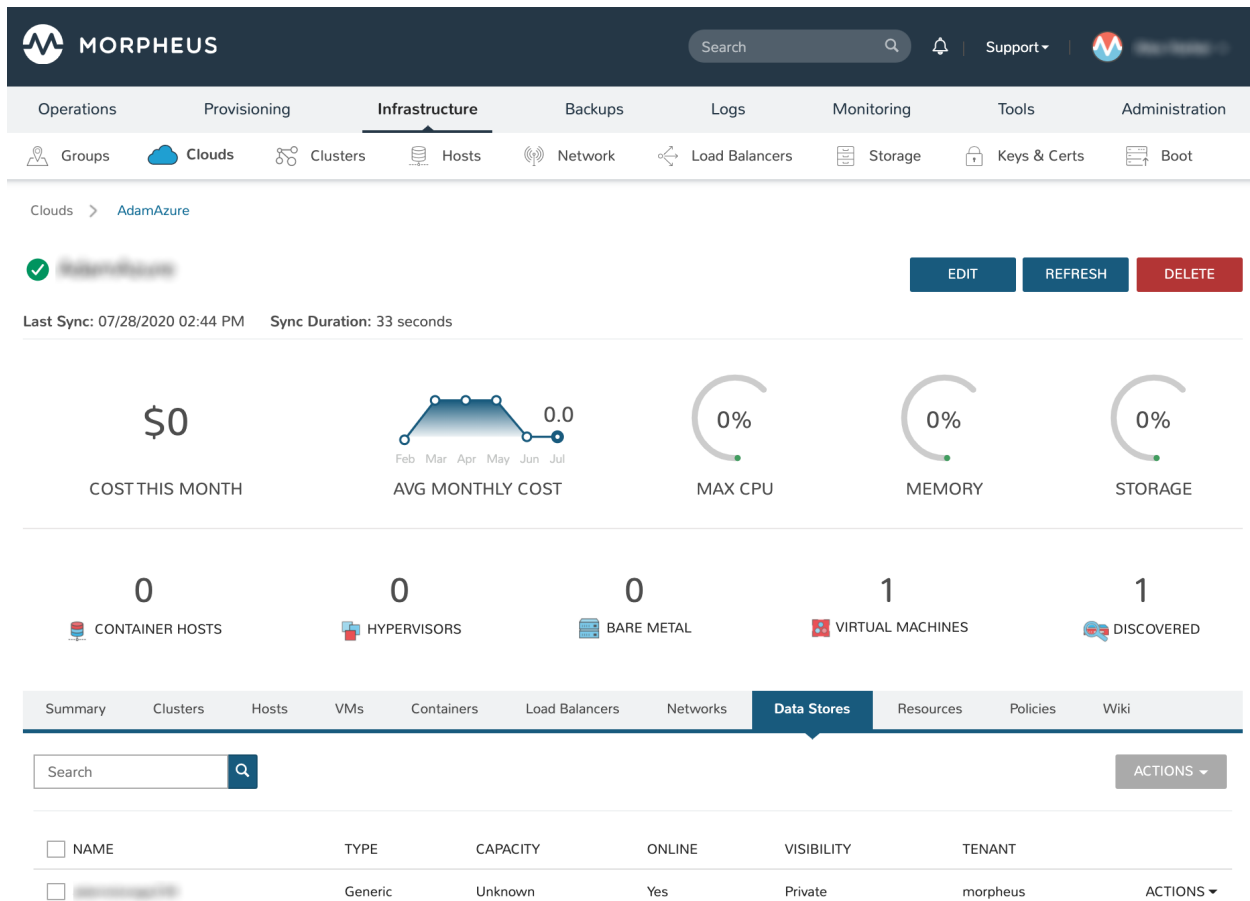 MORPHEUS
Search
Support
Operations Provisioning Infrastructure Backups Logs Monitoring Tools Administration
Groups Clouds Clusters Hosts Network Load Balancers Storage Keys & Certs Boot
Clouds AdamAzure
EDIT REFRESH DELETE
Last Sync: 07/28/2020 02:44 PM Sync Duration: 33 seconds
$0 0.0 0% 0% 0%
Feb Mar Apr May Jun Jul
COST THIS MONTH AVG MONTHLY COST MAX CPU MEMORY STORAGE
0 0 0 1 1
CONTAINER HOSTS HYPERVISORS BARE METAL VIRTUAL MACHINES DISCOVERED
Summary Clusters Hosts VMs Containers Load Balancers Networks Data Stores Resources Policies Wiki
Search ACTIONS
NAME TYPE CAPACITY ONLINE VISIBILITY TENANT
Generic Unknown Yes Private morpheus ACTIONS